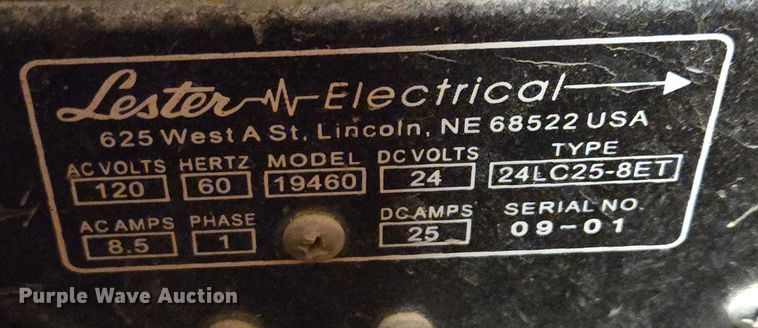 Lester Electrical
625 West A St. Lincoln, NE 68522 USA
AC VOLTS HERTZ MODEL DC VOLTS TYPE
120 60 19460 24 24LC25-8ET
AC AMPS PHASE DC AMPS SERIAL NO.
8.5 1 25 09-01
Purple Wave Auction